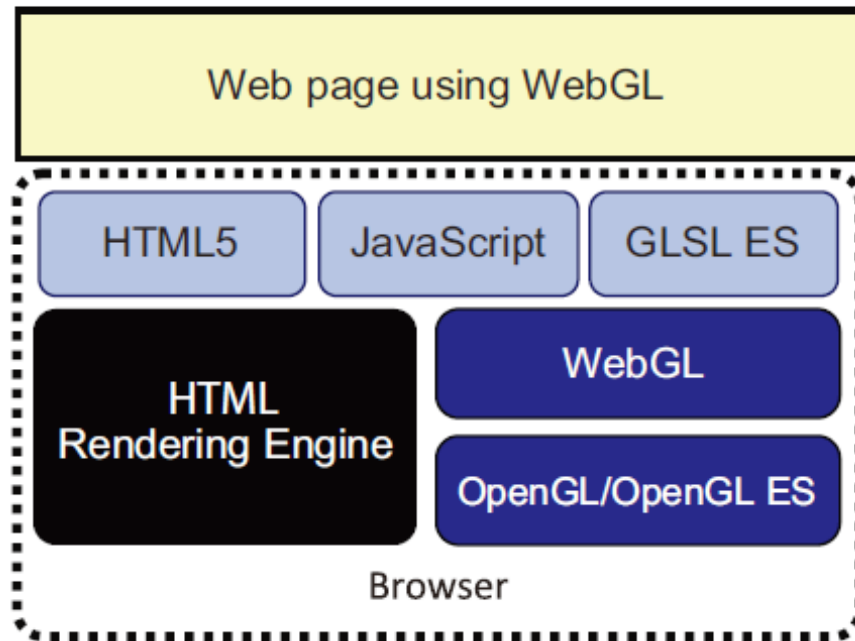 Web page using WebGL
HTML5
JavaScript
GLSL ES
HTML
Rendering Engine
WebGL
OpenGL/OpenGL ES
Browser